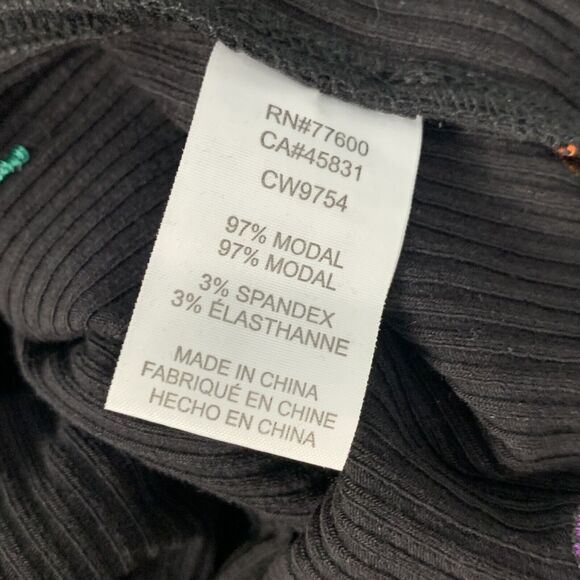 RN#77600
CA#45831
CW9754
97% MODAL
97% MODAL
3% SPANDEX
3% ÉLASTHANNE
MADE IN CHINA
FABRIQUÉ EN CHINE
HECHO EN CHINA